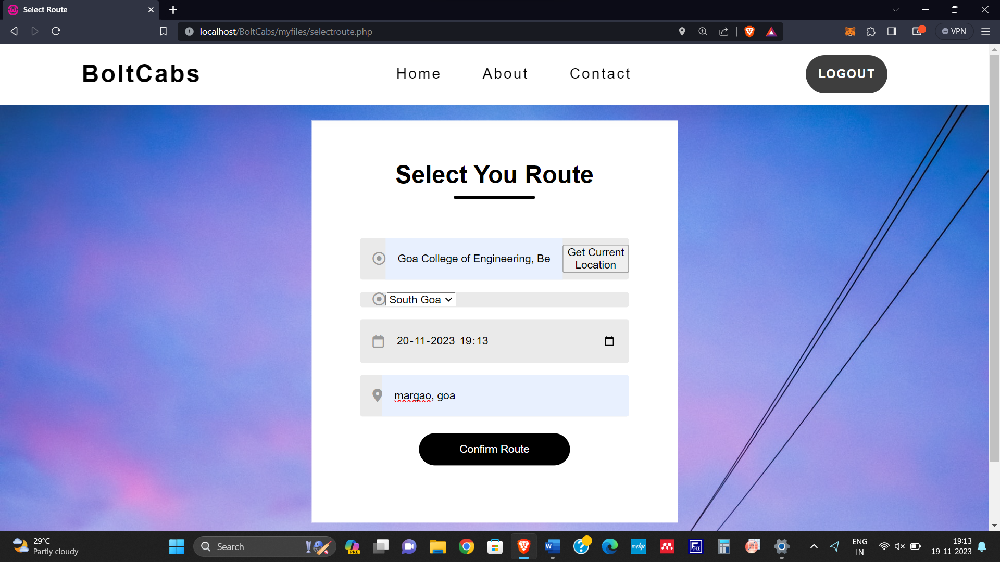 Select Route
localhost/BoltCabs/myfiles/selectroute.php
VPN
BoltCabs
Home
About
Contact
LOGOUT
Select You Route
Goa College of Engineering, Be
Get Current
Location
South Goa
20-11-2023 19:13
margao, goa
Confirm Route
29°C
Partly cloudy
Search
PRE
myhp
ENG
IN
19:13
19-11-2023